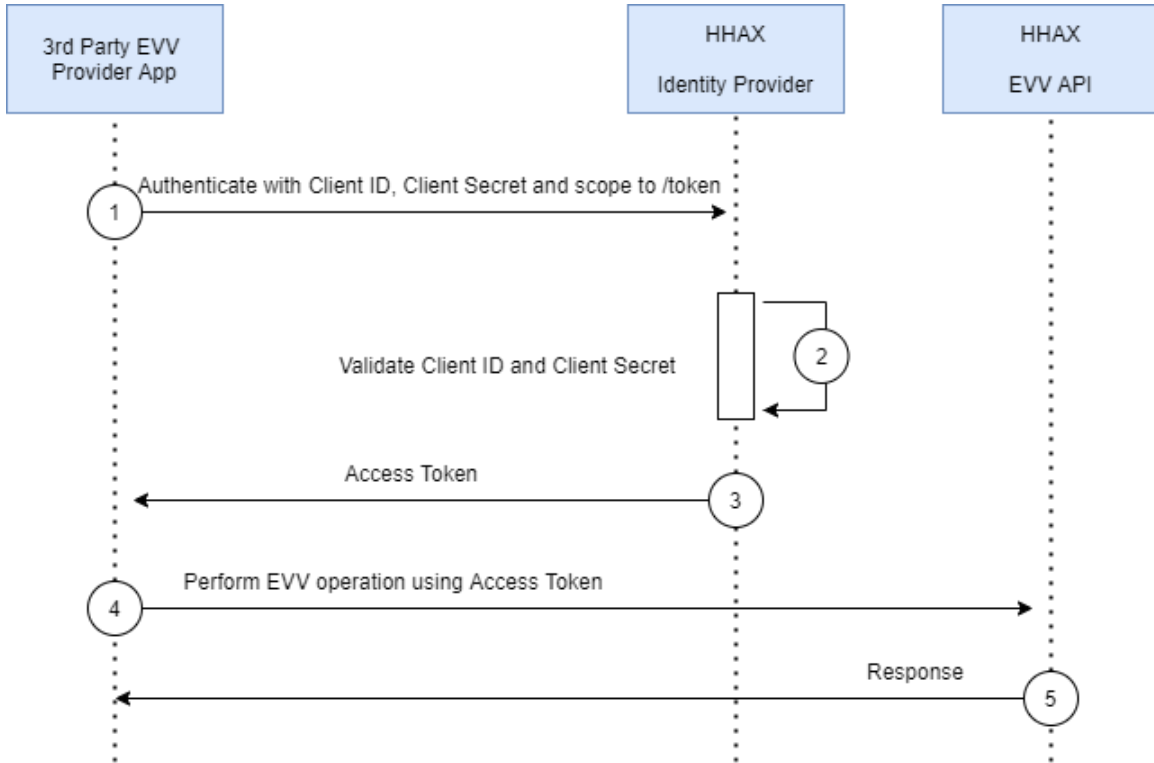 3rd Party EVV
Provider App
HHAX
Identity Provider
HHAX
EVV API
Authenticate with Client ID, Client Secret and scope to /token
1
2
Validate Client ID and Client Secret
Access Token
3
Perform EVV operation using Access Token
4
Response
5